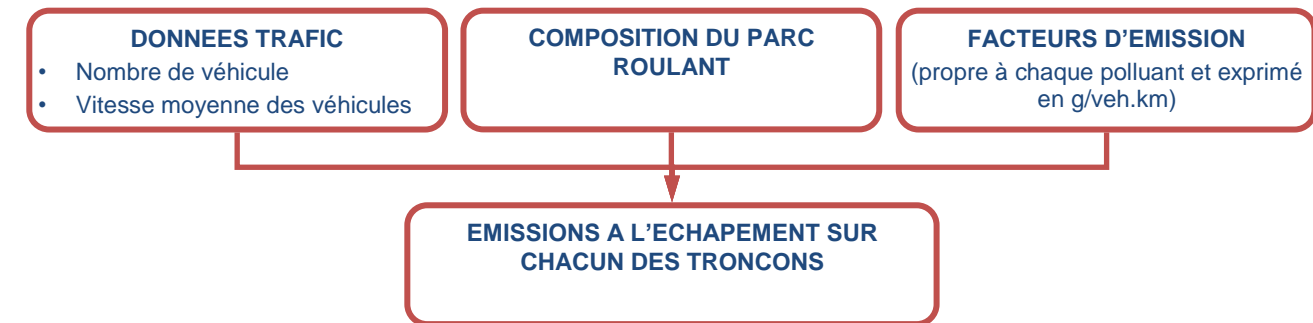 DONNEES TRAFIC
• Nombre de véhicule
• Vitesse moyenne des véhicules
COMPOSITION DU PARC
ROULANT
FACTEURS D'EMISSION
(propre à chaque polluant et exprimé
en g/veh.km)
EMISSIONS A L'ECHAPEMENT SUR
CHACUN DES TRONCONS